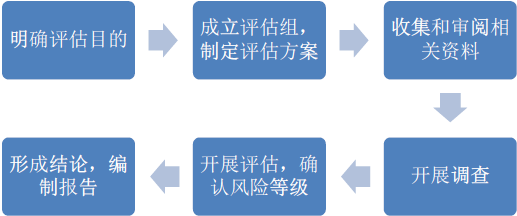 明确评估目的
成立评估组，
制定评估方案
收集和审阅相
关资料
开展调查
开展评估，确
认风险等级
形成结论，编
制报告